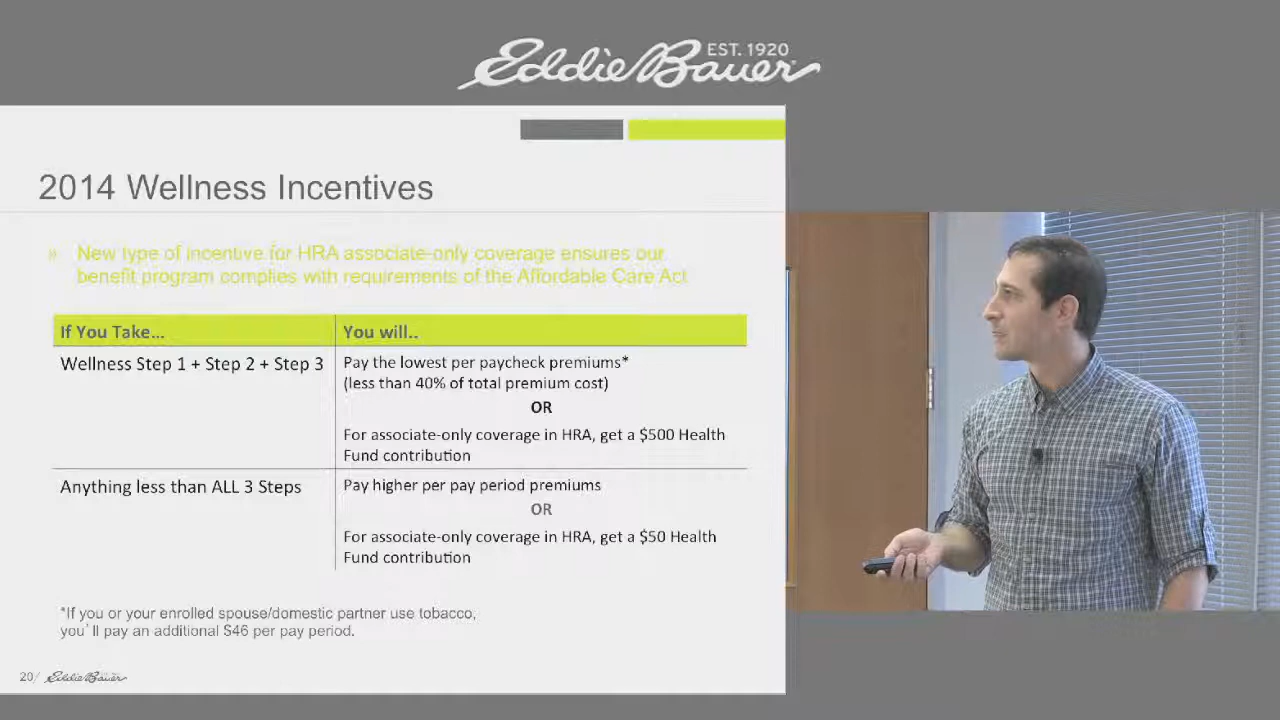 Eddie Bauer EST. 1920
2014 Wellness Incentives
» New type of incentive for HRA associate-only coverage ensures our
benefit program complies with requirements of the Affordable Care Act
If You Take... You will..
Wellness Step 1 + Step 2 + Step 3 Pay the lowest per paycheck premiums*
(less than 40% of total premium cost)
OR
For associate-only coverage in HRA, get a $500 Health
Fund contribution
Anything less than ALL 3 Steps Pay higher per pay period premiums
OR
For associate-only coverage in HRA, get a $50 Health
Fund contribution
*If you or your enrolled spouse/domestic partner use tobacco,
you'll pay an additional $46 per pay period.
20/ Eddie Bauer